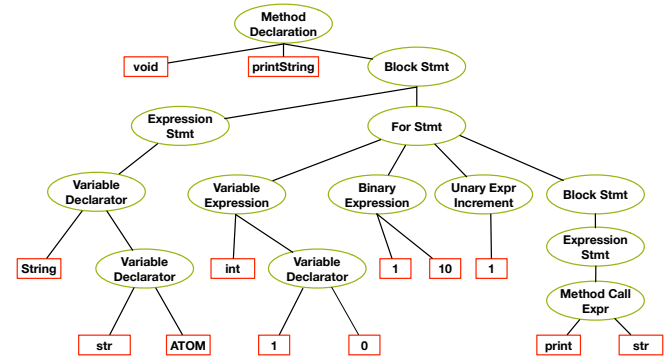 Method
Declaration
void
printString
Block Stmt
Expression
Stmt
For Stmt
Variable
Declarator
Variable
Expression
Binary
Expression
Unary Expr
Increment
Block Stmt
String
Variable
Declarator
int
Variable
Declarator
1
10
1
Expression
Stmt
Method Call
Expr
str
ATOM
1
0
print
str